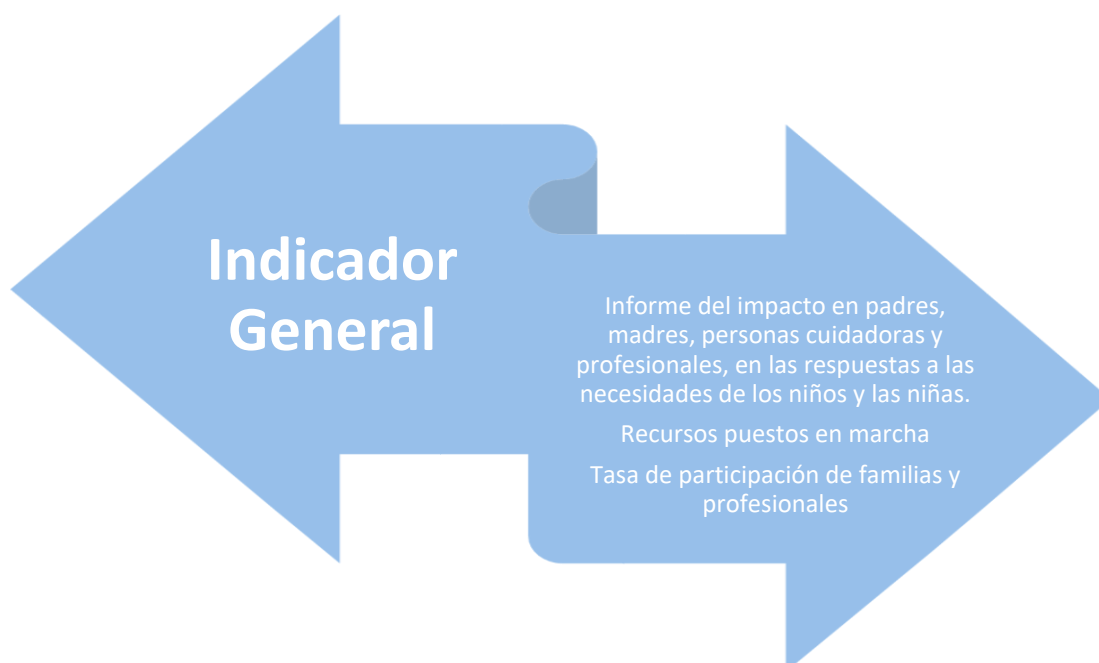 Indicador
General
Informe del impacto en padres,
madres, personas cuidadoras y
profesionales, en las respuestas a las
necesidades de los niños y las niñas.
Recursos puestos en marcha
Tasa de participación de familias y
profesionales